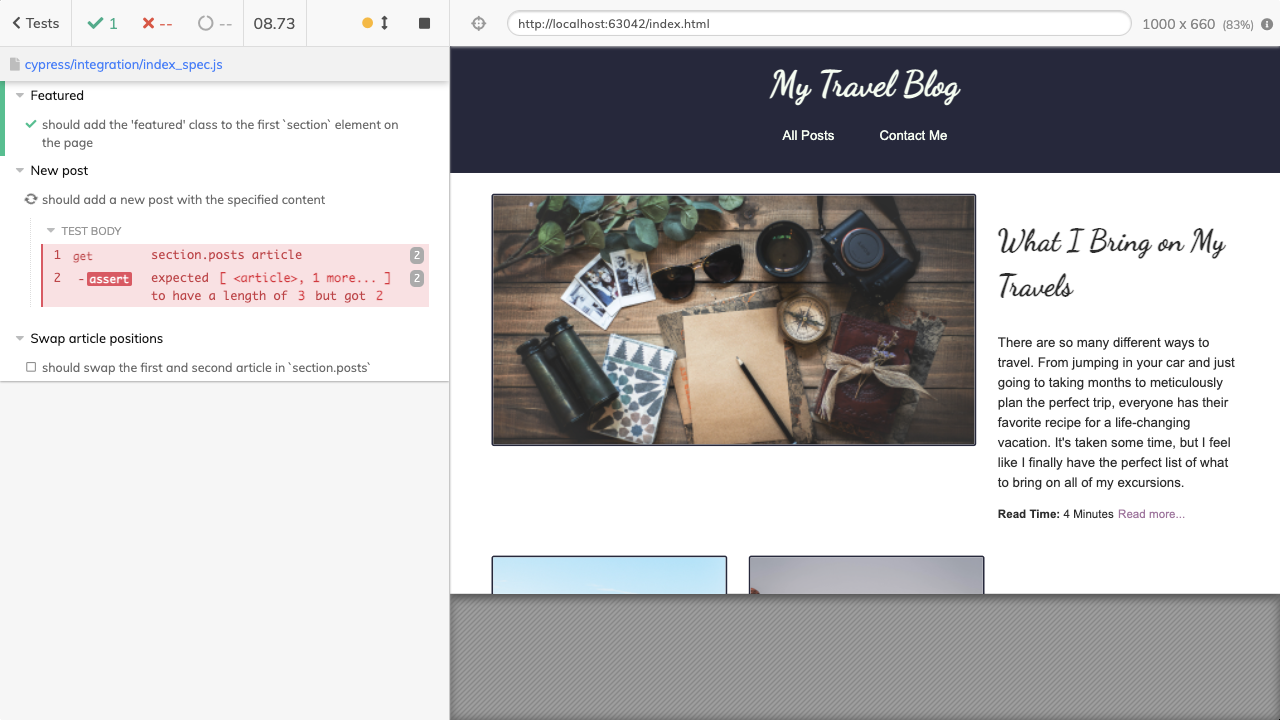 Tests
1
--
--
08.73
http://localhost:63042/index.html
1000 x 660 (83%)
cypress/integration/index_spec.js
Featured
should add the 'featured' class to the first `section` element on
the page
New post
should add a new post with the specified content
TEST BODY
1 get section.posts article 2
2 -assert expected [ <article>, 1 more... ] 2
to have a length of 3 but got 2
Swap article positions
should swap the first and second article in `section.posts`
My Travel Blog
All Posts Contact Me
What I Bring on My
Travels
There are so many different ways to
travel. From jumping in your car and just
going to taking months to meticulously
plan the perfect trip, everyone has their
favorite recipe for a life-changing
vacation. It's taken some time, but I feel
like I finally have the perfect list of what
to bring on all of my excursions.
Read Time: 4 Minutes Read more...